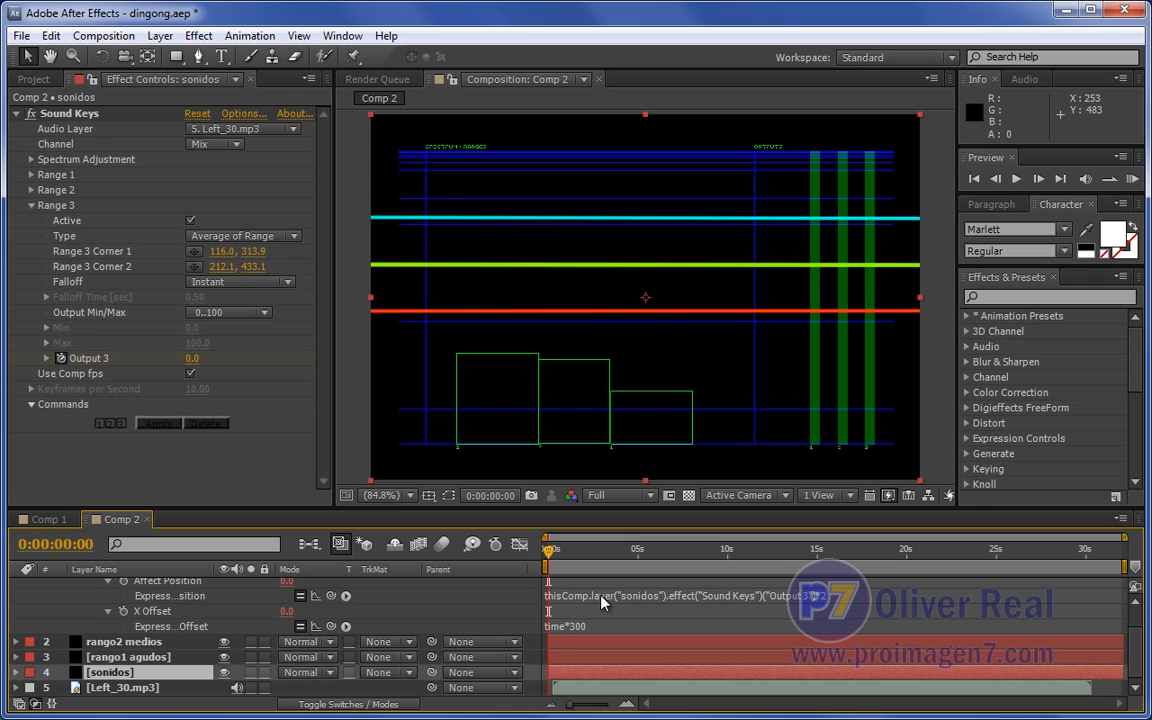 Adobe After Effects - dingong.aep *
File Edit Composition Layer Effect Animation View Window Help
Workspace: Standard Search Help
Project Effect Controls: sonidos Render Queue Composition: Comp 2 Info Audio
Comp 2 • sonidos Comp 2
fx Sound Keys Reset Options... About...
Audio Layer 5. Left_30.mp3
Channel Mix
Spectrum Adjustment
Range 1
Range 2
Range 3
Active
Type Average of Range
Range 3 Corner 1 116.0, 313.9
Range 3 Corner 2 212.1, 433.1
Falloff Instant
Falloff Time [sec] 0.50
Output Min/Max 0..100
Min 0.0
Max 100.0
Output 3 0.0
Use Comp fps
Keyframes per Second 10.00
Commands
1 2 3 Apply Delete
R: X: 253
G: Y: 483
B:
A: 0
Preview
Paragraph Character
Marlett
Regular
Effects & Presets
* Animation Presets
3D Channel
Audio
Blur & Sharpen
Channel
Color Correction
Digieffects FreeForm
Distort
Expression Controls
Generate
Keying
Knoll
(84.8%) 0:00:00:00 Full Active Camera 1 View
Comp 1 Comp 2
0:00:00:00 :00s 05s 10s 15s 20s 25s 30s
# Layer Name Mode T TrkMat Parent
Affect Position 0.0
Express...sition thisComp.layer("sonidos").effect("Sound Keys")("Output 3")*2
X Offset 0.0
Express...Offset time*300
2 rango2 medios Normal None None
3 [rango1 agudos] Normal None None
4 [sonidos] Normal None None
5 [Left_30.mp3] None
Toggle Switches / Modes
p7 Oliver Real
www.proimagen7.com